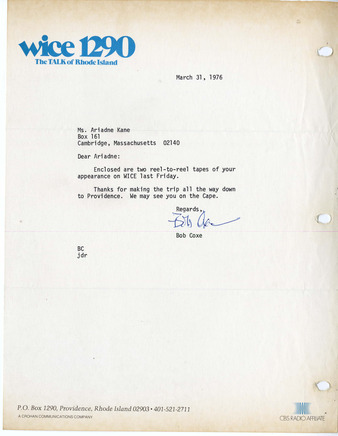 wice 1290
The TALK of Rhode Island
March 31, 1976
Ms. Ariadne Kane
Box 161
Cambridge, Massachusetts 02140
Dear Ariadne:
Enclosed are two reel-to-reel tapes of your
appearance on WICE last Friday.
Thanks for making the trip all the way down
to Providence. We may see you on the Cape.
Regards,
Bob Coxe
Bob Coxe
BC
jdr
P.O. Box 1290, Providence, Rhode Island 02903 • 401-521-2711
A CROHAN COMMUNICATIONS COMPANY
CBS RADIO AFFILIATE